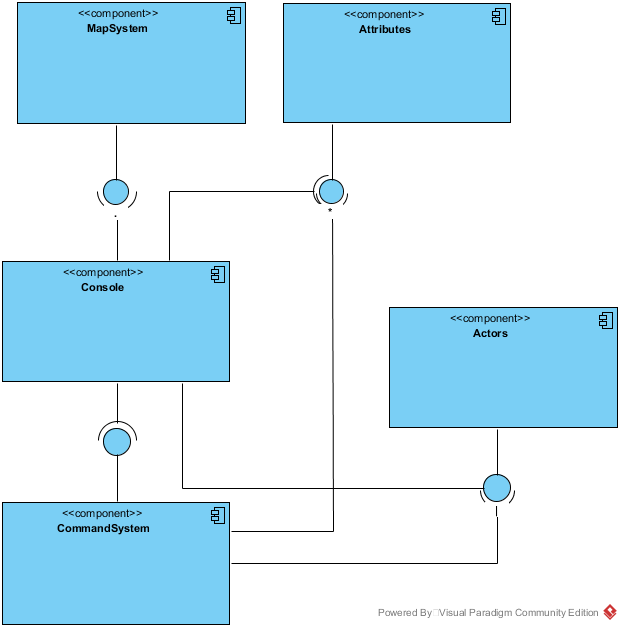 <<component>>
MapSystem
<<component>>
Attributes
*
<<component>>
Console
<<component>>
Actors
<<component>>
CommandSystem
Powered By Visual Paradigm Community Edition